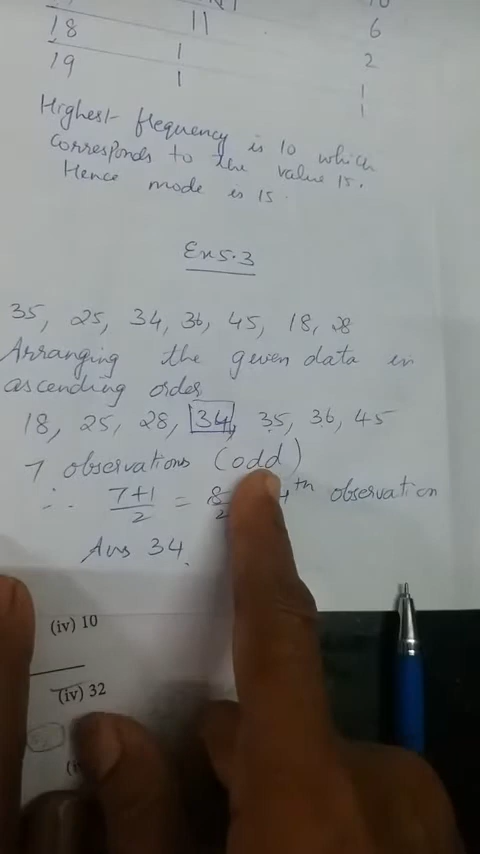 18 11 6
19 1 2
1 1
1
Highest frequency is 10 which
corresponds to the value 15.
Hence mode is 15.
Ex 5.3
35, 25, 34, 36, 45, 18, 28
Arranging the given data in
ascending order
18, 25, 28, 34, 35, 36, 45
7 observations (odd)
∴ 7+1/2 = 8/2 4th observation
Ans 34.
(iv) 10
(iv) 32